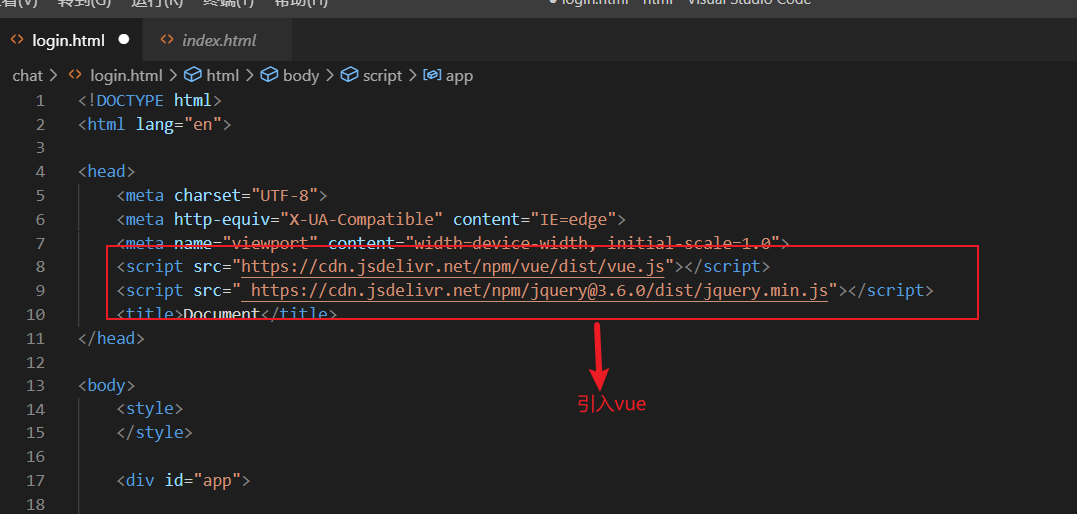 查看(V) 转到(G) 运行(R) 终端(T) 帮助(H) ● login.html - html - Visual Studio Code
login.html ● index.html
chat > login.html > html > body > script > app
1 <!DOCTYPE html>
2 <html lang="en">
3
4 <head>
5 <meta charset="UTF-8">
6 <meta http-equiv="X-UA-Compatible" content="IE=edge">
7 <meta name="viewport" content="width=device-width, initial-scale=1.0">
8 <script src="https://cdn.jsdelivr.net/npm/vue/dist/vue.js"></script>
9 <script src=" https://cdn.jsdelivr.net/npm/jquery@3.6.0/dist/jquery.min.js"></script>
10 <title>Document</title>
11 </head>
12
13 <body>
引入vue
14 <style>
15 </style>
16
17 <div id="app">
18